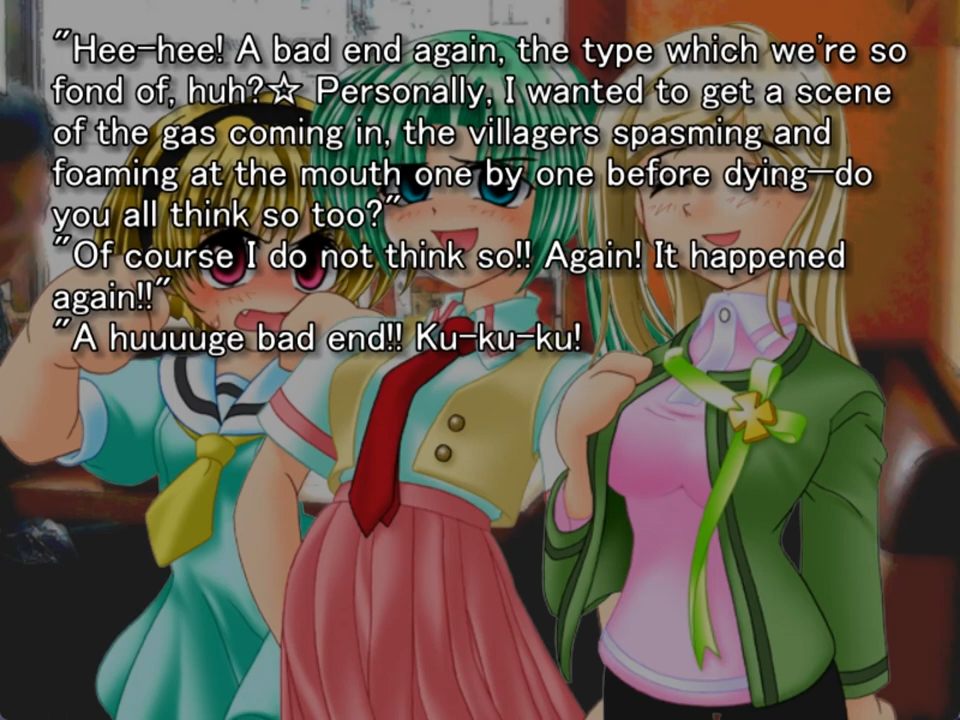 "Hee-hee! A bad end again, the type which we're so
fond of, huh?☆ Personally, I wanted to get a scene
of the gas coming in, the villagers spasming and
foaming at the mouth one by one before dying—do
you all think so too?"
"Of course I do not think so!! Again! It happened
again!!"
"A huuuuge bad end!! Ku-ku-ku!